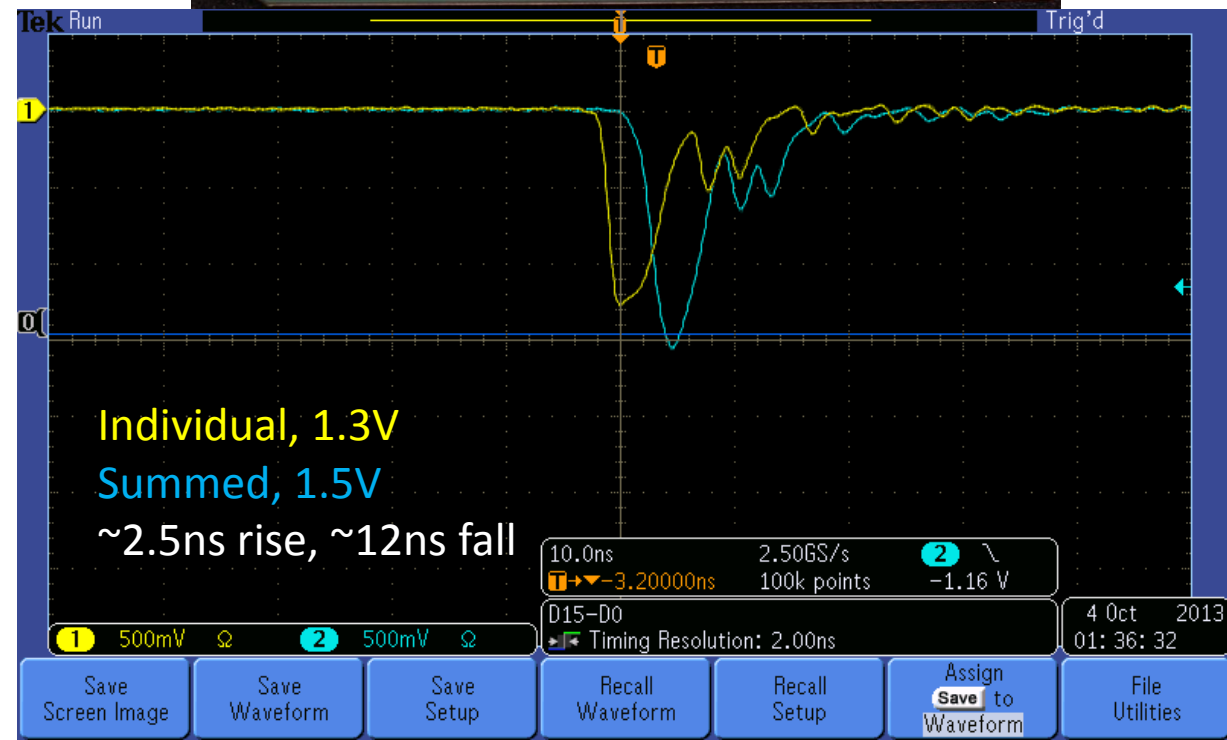 Tek Run Trig'd
T
T
1
0
Individual, 1.3V
Summed, 1.5V
~2.5ns rise, ~12ns fall
10.0ns 2.50GS/s 2 \
T→▼−3.20000ns 100k points −1.16 V
D15−D0
Timing Resolution: 2.00ns
1 500mV Ω 2 500mV Ω
4 Oct 2013
01:36:32
Save
Screen Image
Save
Waveform
Save
Setup
Recall
Waveform
Recall
Setup
Assign
Save to
Waveform
File
Utilities